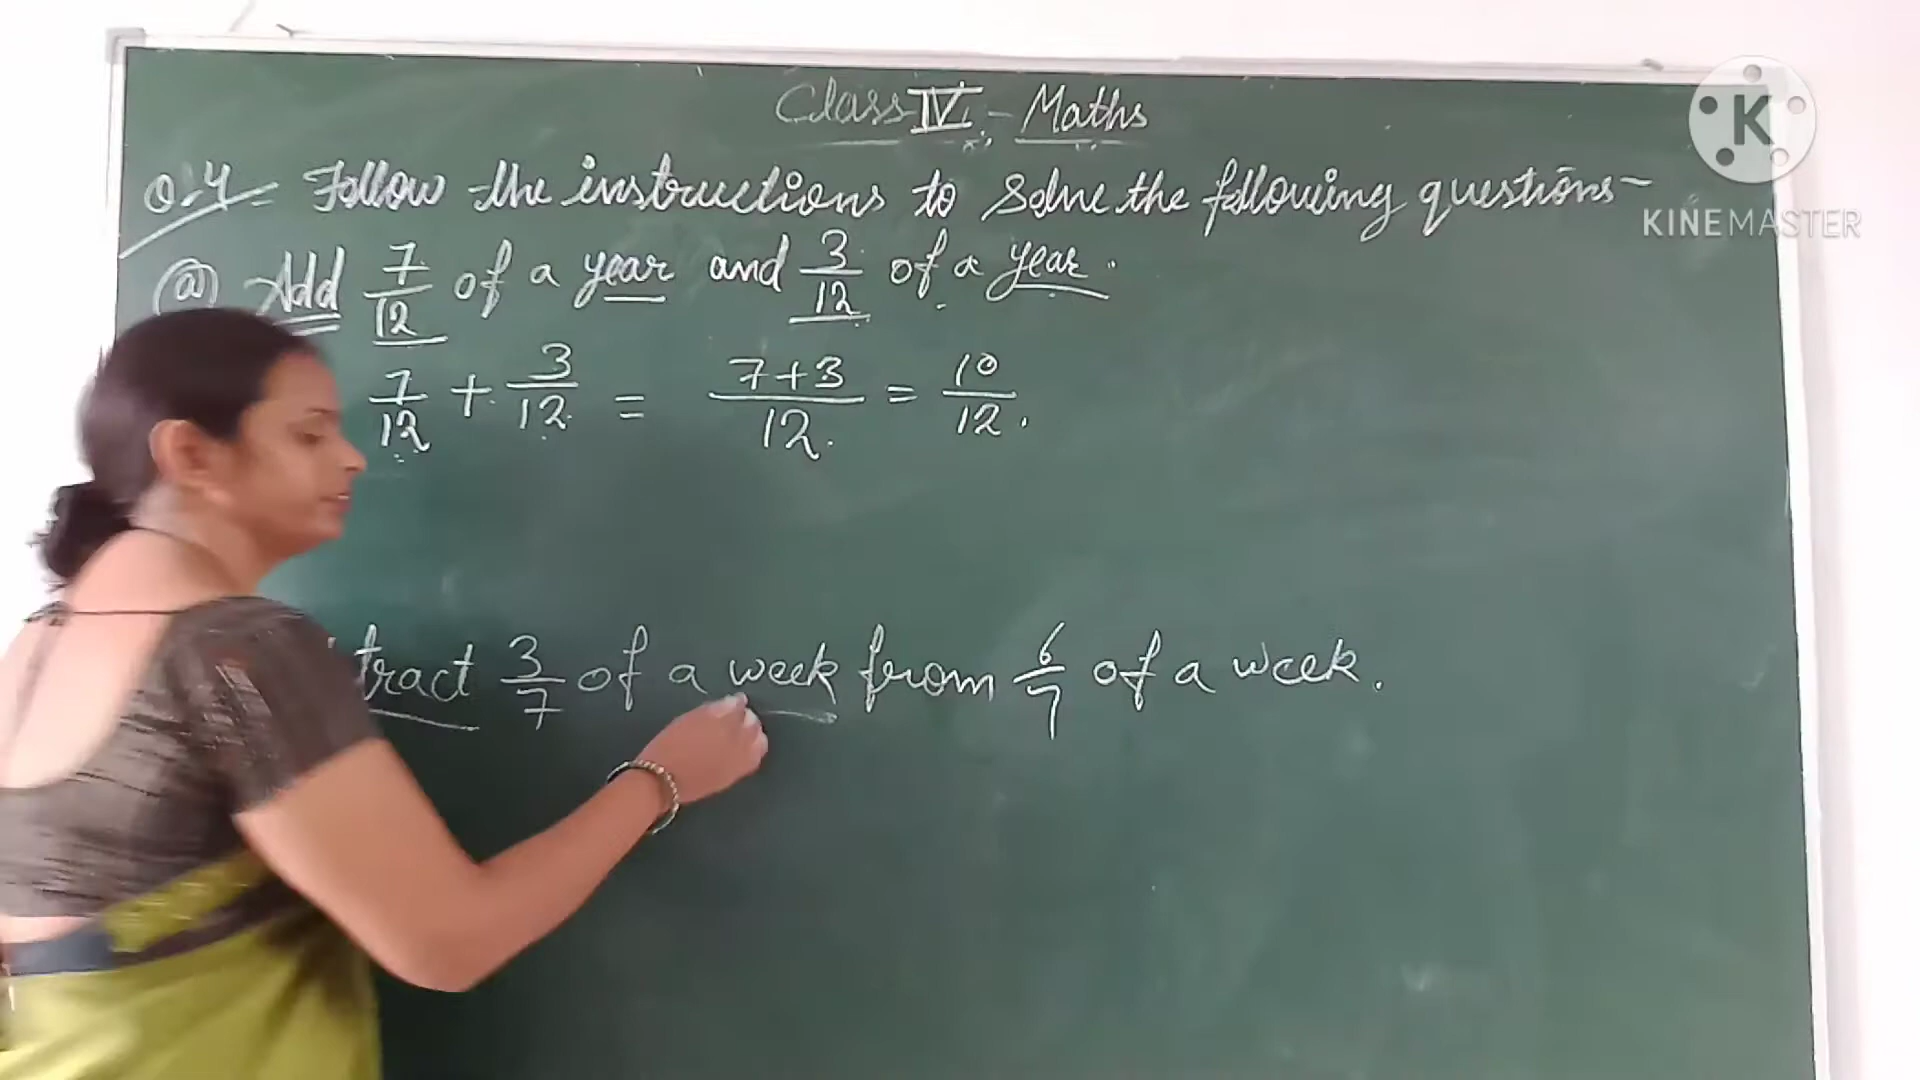 Class IV - Maths
Q.4 = Follow the instructions to solve the following questions-
(a) Add 7/12 of a year and 3/12 of a year.
7/12 + 3/12 = 7+3/12 = 10/12.
tract 3/7 of a week from 6/7 of a week.
K
KINEMASTER